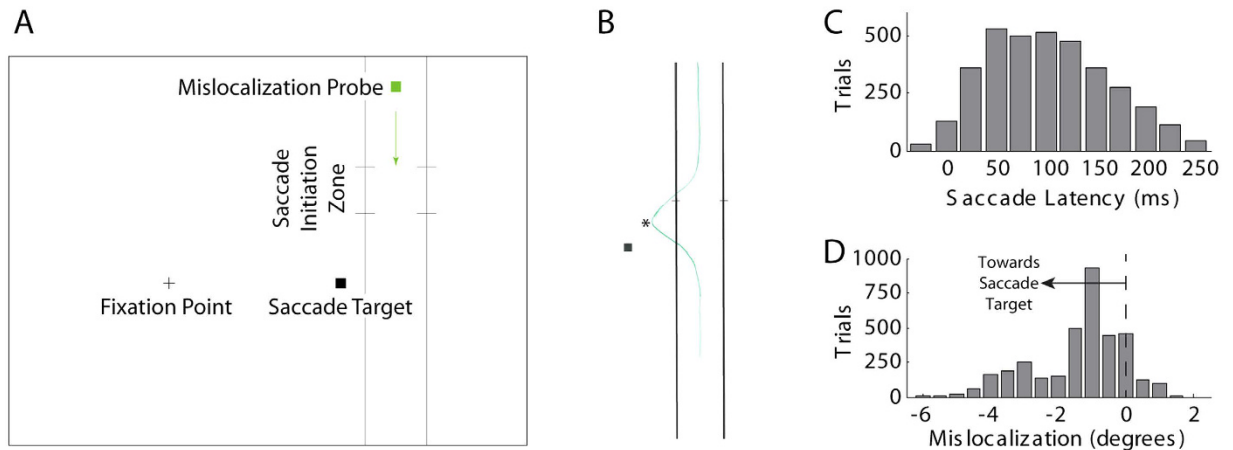 A
Mislocalization Probe
Saccade
Initiation
Zone
Fixation Point
Saccade Target
B
*
C
Trials
500
250
0
0 50 100 150 200 250
Saccade Latency (ms)
D
Trials
1000
750
500
250
0
Towards
Saccade
Target
-6 -4 -2 0 2
Mislocalization (degrees)